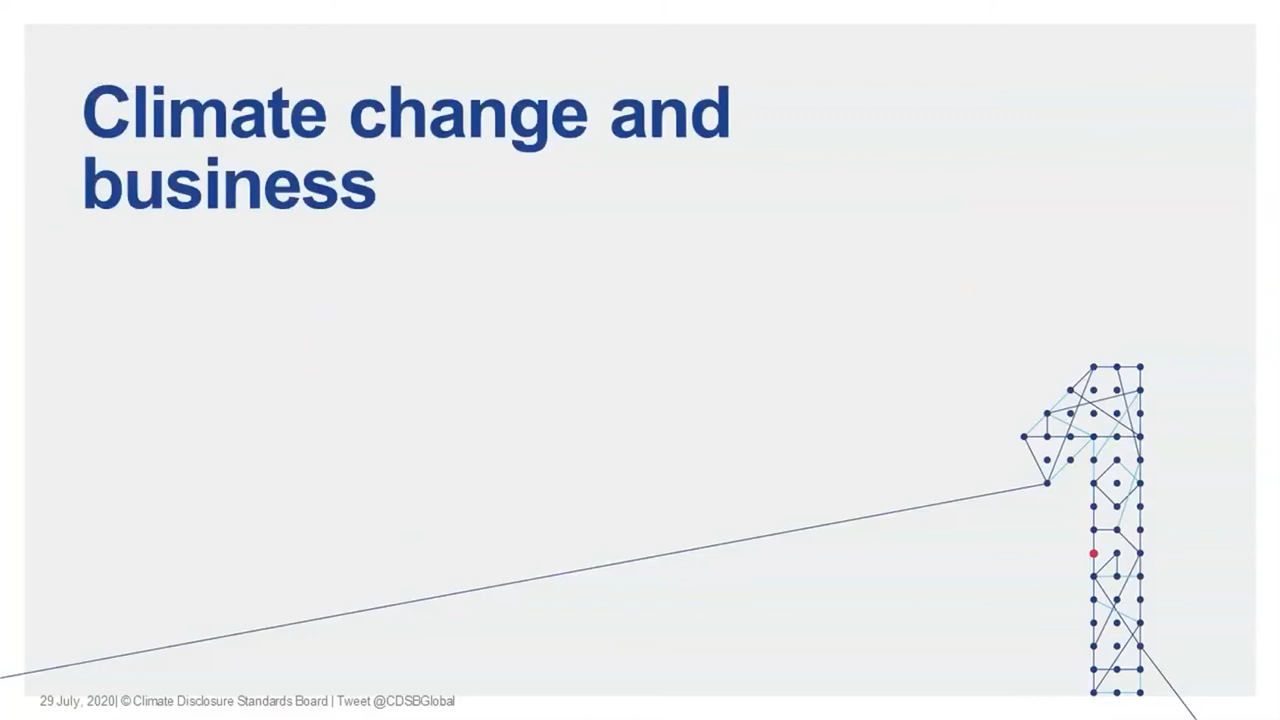 Climate change and
business
29 July, 2020| © Climate Disclosure Standards Board | Tweet @CDSBGlobal